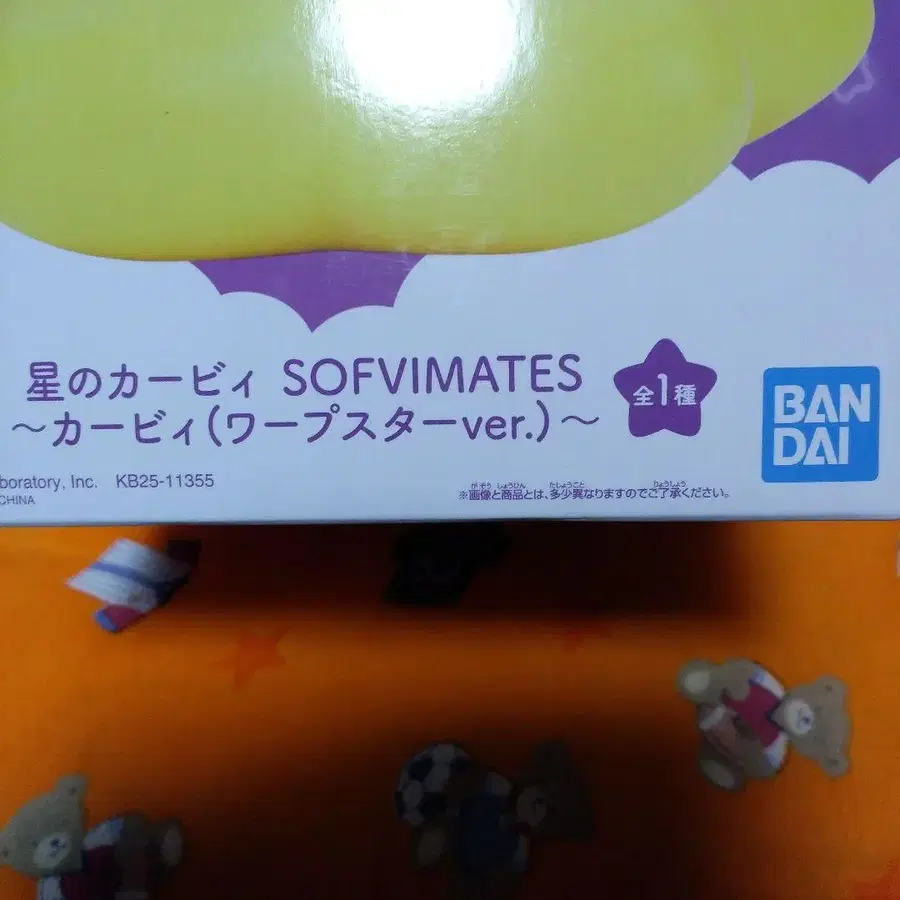 星のカービィ SOFVIMATES
～カービィ(ワープスターver.)～
全1種
BAN
DAI
boratory, Inc. KB25-11355
CHINA
※画像と商品とは、多少異なりますのでご了承ください。